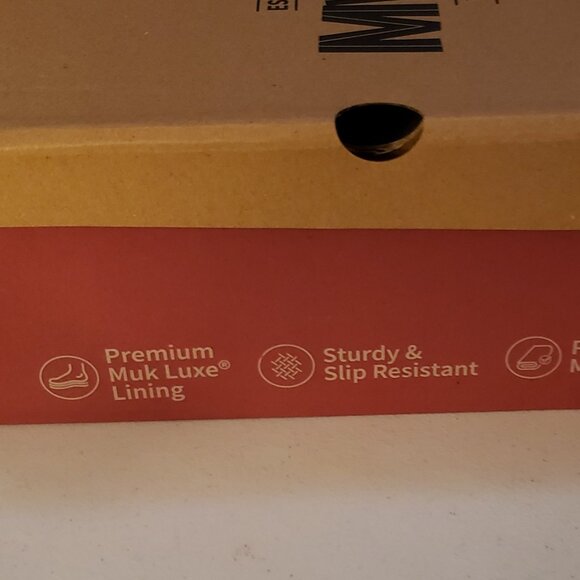 Premium
Muk Luxe®
Lining
Sturdy &
Slip Resistant